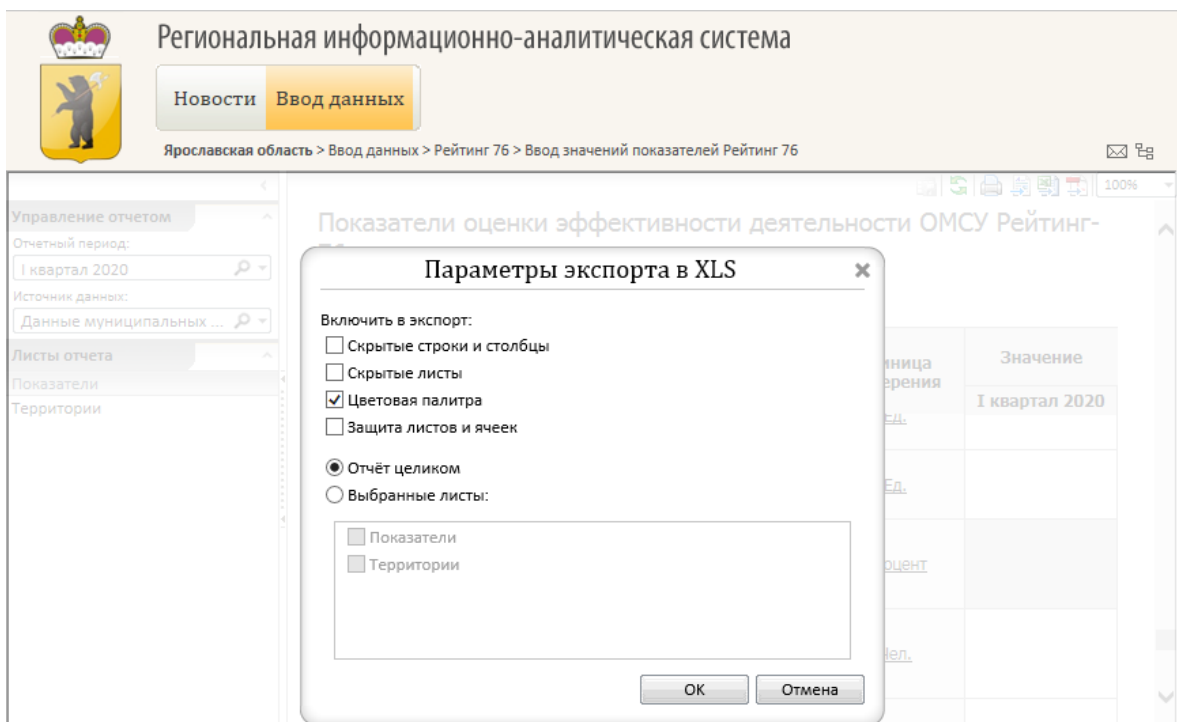 Региональная информационно-аналитическая система
Новости Ввод данных
Ярославская область > Ввод данных > Рейтинг 76 > Ввод значений показателей Рейтинг 76
100%
Управление отчетом
Отчетный период:
I квартал 2020
Источник данных:
Данные муниципальных ...
Листы отчета
Показатели
Территории
Показатели оценки эффективности деятельности ОМСУ Рейтинг-
Параметры экспорта в XLS
Включить в экспорт:
Скрытые строки и столбцы
Скрытые листы
Цветовая палитра
Защита листов и ячеек
Отчёт целиком
Выбранные листы:
Показатели
Территории
ОК Отмена
Значение
I квартал 2020
Ед.
Ед.
Чел.